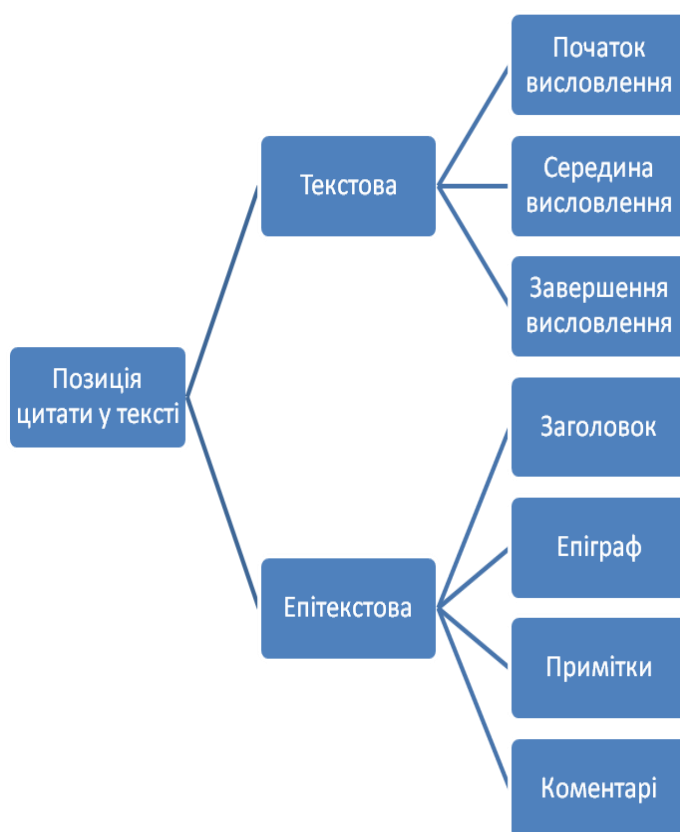 Позиція
цитати у тексті
Текстова
Початок
висловлення
Середина
висловлення
Завершення
висловлення
Епітекстова
Заголовок
Епіграф
Примітки
Коментарі